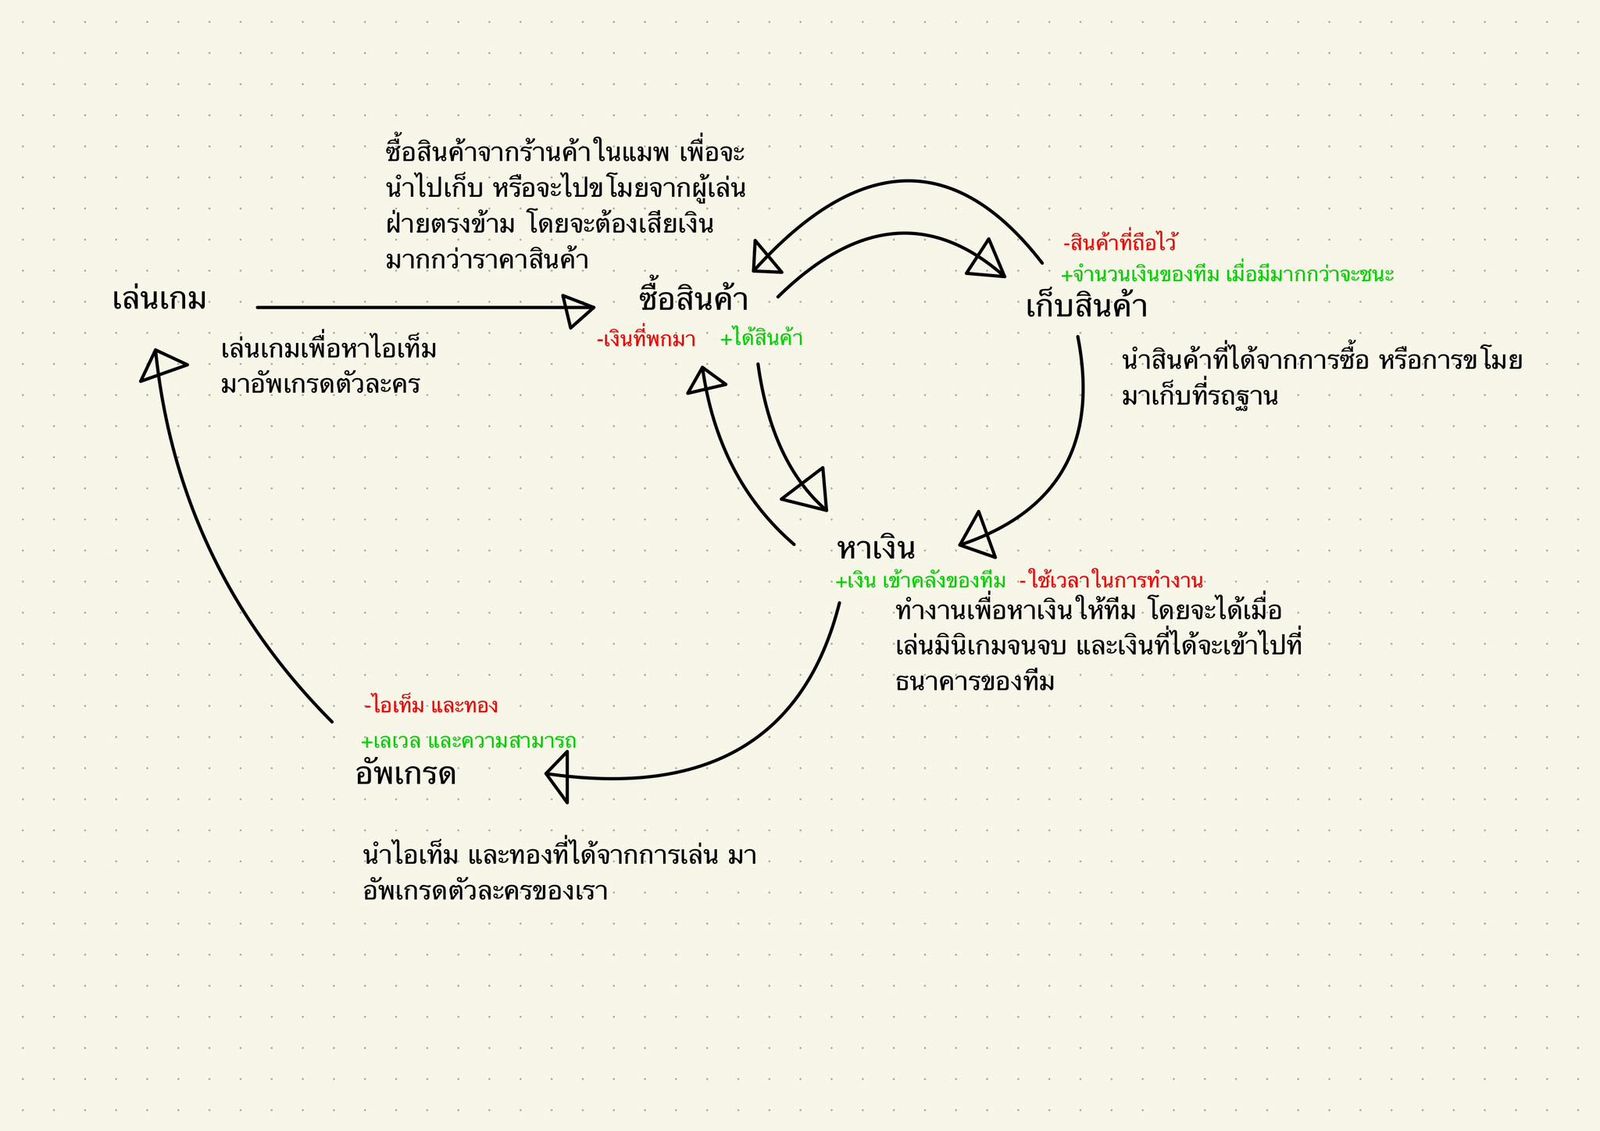 ซื้อสินค้าจากร้านค้าในแมพ เพื่อจะ
นำไปเก็บ หรือจะไปขโมยจากผู้เล่น
ฝ่ายตรงข้าม โดยจะต้องเสียเงิน
มากกว่าราคาสินค้า
-สินค้าที่ถือไว้
+จำนวนเงินของทีม เมื่อมีมากกว่าจะชนะ
เล่นเกม
ซื้อสินค้า
เก็บสินค้า
-เงินที่พกมา
+ได้สินค้า
เล่นเกมเพื่อหาไอเท็ม
มาอัพเกรดตัวละคร
นำสินค้าที่ได้จากการซื้อ หรือการขโมย
มาเก็บที่รถฐาน
หาเงิน
+เงิน เข้าคลังของทีม
-ใช้เวลาในการทำงาน
ทำงานเพื่อหาเงินให้ทีม โดยจะได้เมื่อ
เล่นมินิเกมจนจบ และเงินที่ได้จะเข้าไปที่
ธนาคารของทีม
-ไอเท็ม และทอง
+เลเวล และความสามารถ
อัพเกรด
นำไอเท็ม และทองที่ได้จากการเล่น มา
อัพเกรดตัวละครของเรา